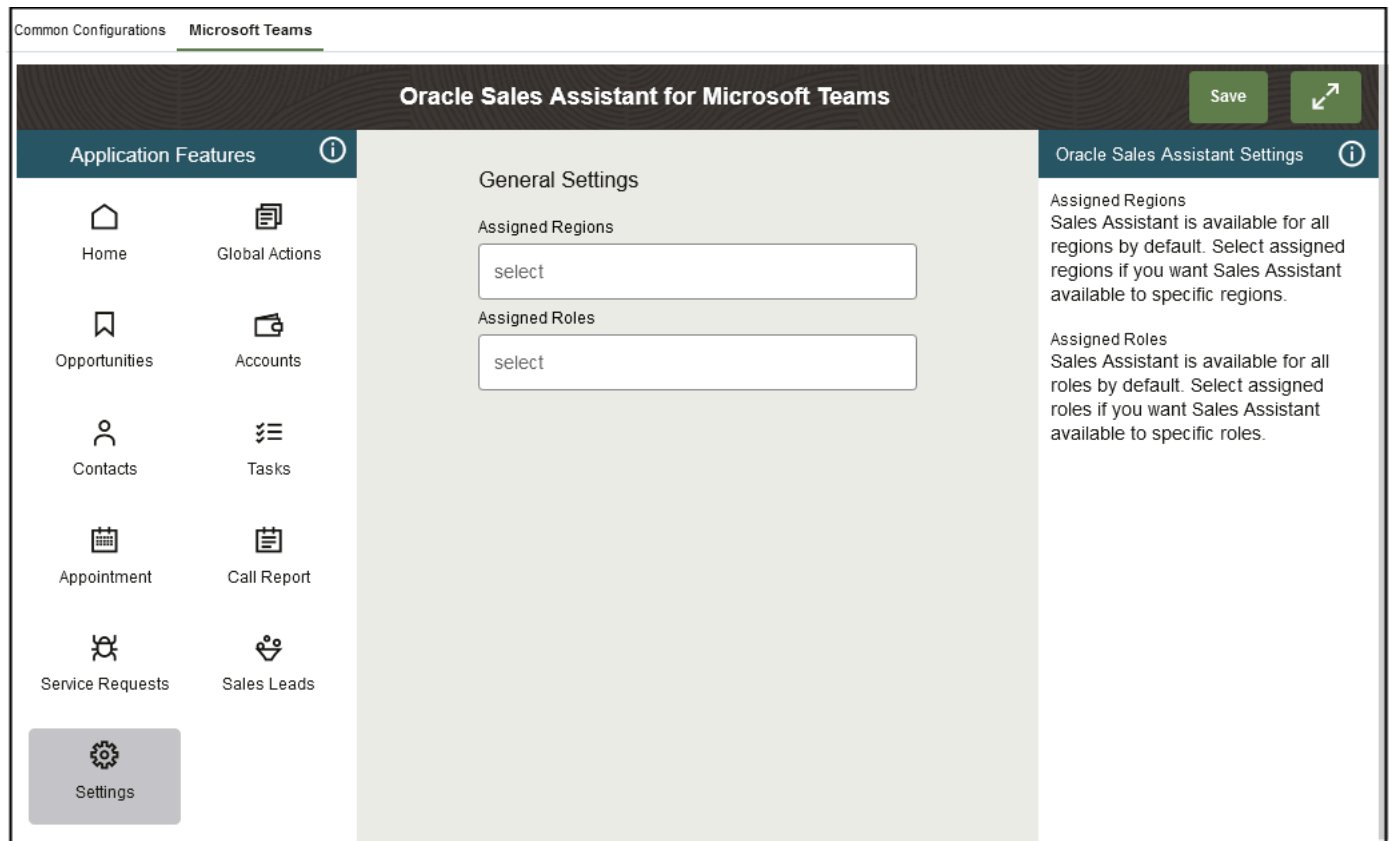 Common Configurations Microsoft Teams
Oracle Sales Assistant for Microsoft Teams
Save
Application Features
Home Global Actions
Opportunities Accounts
Contacts Tasks
Appointment Call Report
Service Requests Sales Leads
Settings
General Settings
Assigned Regions
select
Assigned Roles
select
Oracle Sales Assistant Settings
Assigned Regions
Sales Assistant is available for all
regions by default. Select assigned
regions if you want Sales Assistant
available to specific regions.
Assigned Roles
Sales Assistant is available for all
roles by default. Select assigned
roles if you want Sales Assistant
available to specific roles.